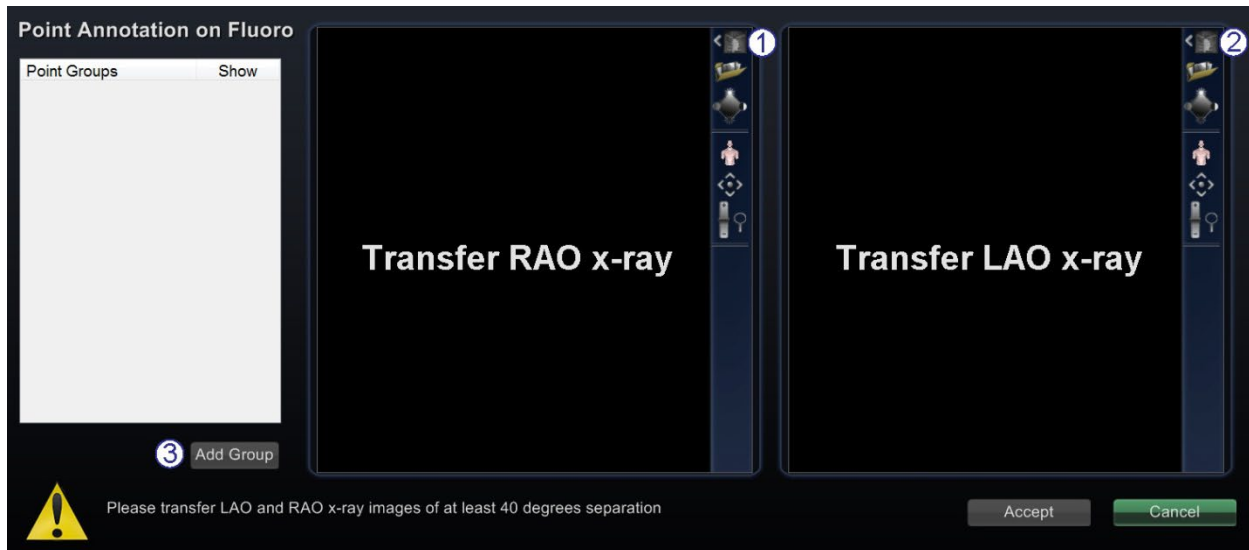 Point Annotation on Fluoro
Point Groups Show
1
2
Transfer RAO x-ray
Transfer LAO x-ray
3 Add Group
Please transfer LAO and RAO x-ray images of at least 40 degrees separation
Accept
Cancel